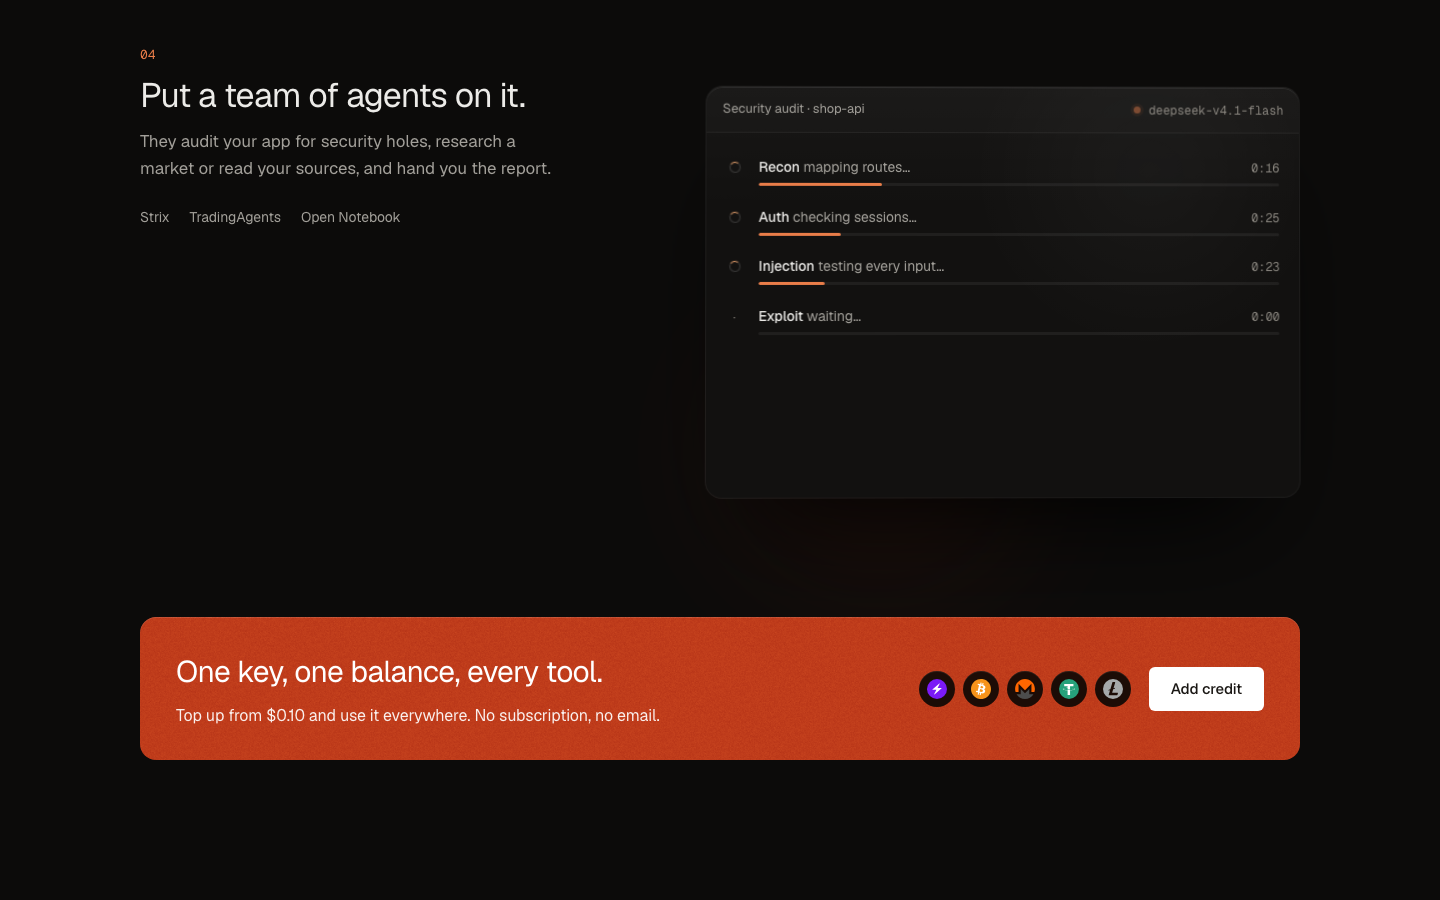 04
Put a team of agents on it.
They audit your app for security holes, research a
market or read your sources, and hand you the report.
Strix TradingAgents Open Notebook
Security audit · shop-api
deepseek-v4.1-flash
Recon mapping routes…
0:16
Auth checking sessions…
0:25
Injection testing every input…
0:23
Exploit waiting…
0:00
One key, one balance, every tool.
Top up from $0.10 and use it everywhere. No subscription, no email.
Add credit